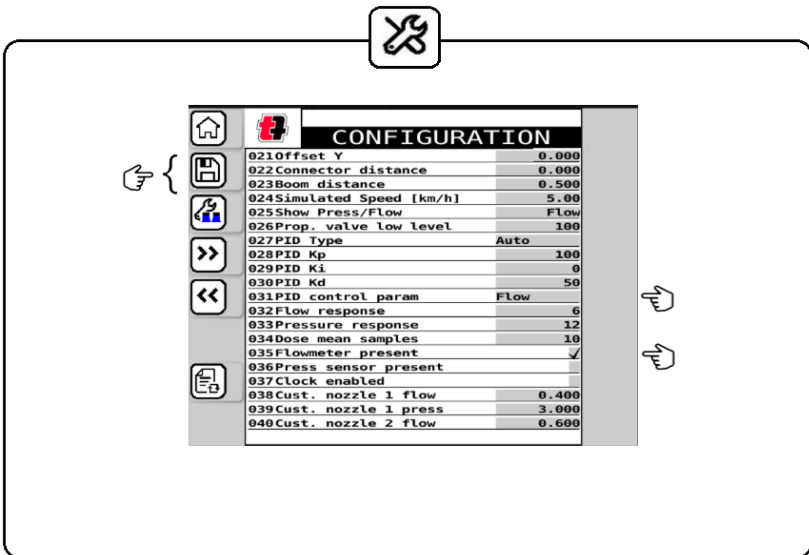 CONFIGURATION
021Offset Y 0.000
022Connector distance 0.000
023Boom distance 0.500
024Simulated Speed [km/h] 5.00
025Show Press/Flow Flow
026Prop. valve low level 100
027PID Type Auto
028PID Kp 100
029PID Ki 0
030PID Kd 50
031PID control param Flow
032Flow response 6
033Pressure response 12
034Dose mean samples 10
035Flowmeter present ✓
036Press sensor present
037Clock enabled
038Cust. nozzle 1 flow 0.400
039Cust. nozzle 1 press 3.000
040Cust. nozzle 2 flow 0.600